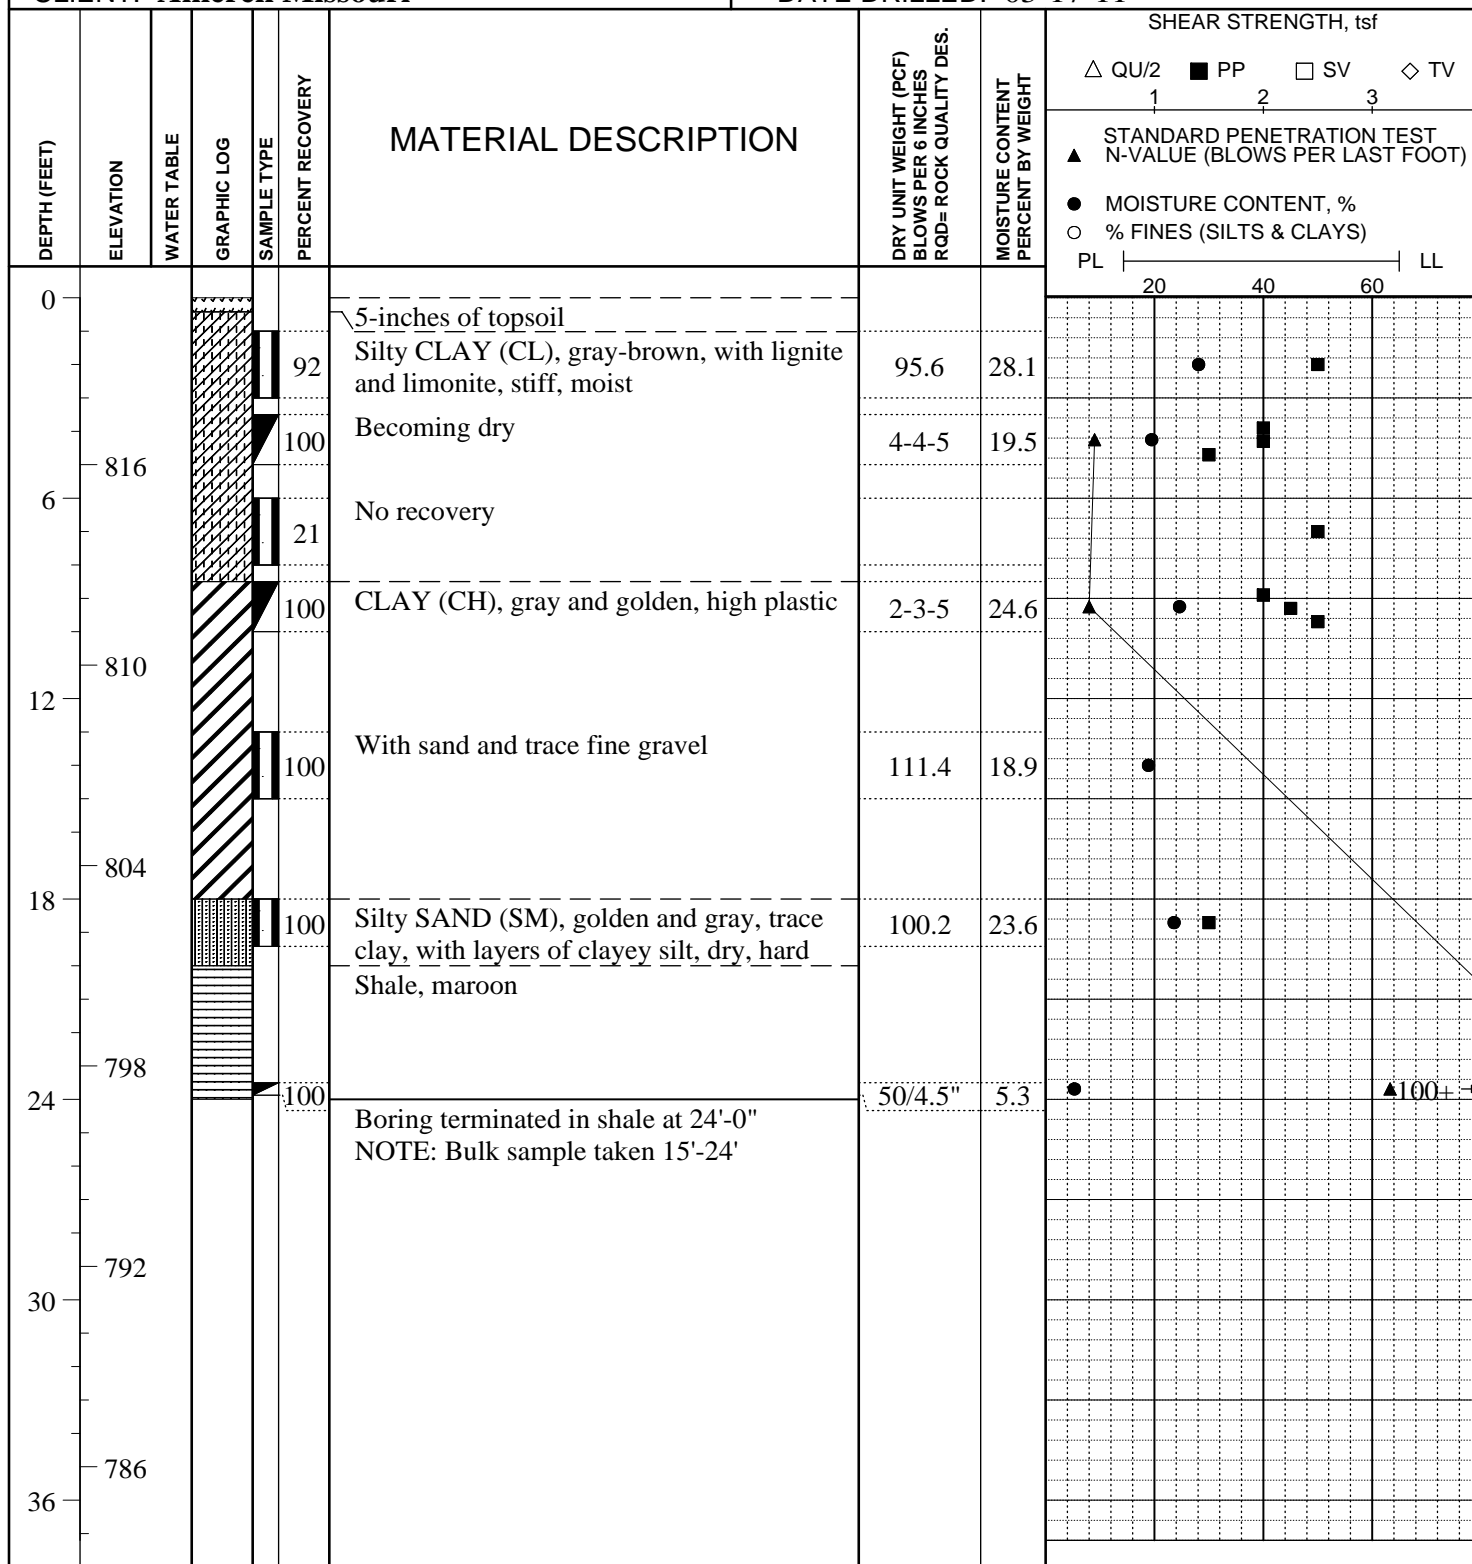 SHEAR STRENGTH, tsf
△ QU/2 ■ PP □ SV ◇ TV
1 2 3
STANDARD PENETRATION TEST
▲ N-VALUE (BLOWS PER LAST FOOT)
● MOISTURE CONTENT, %
○ % FINES (SILTS & CLAYS)
PL LL
20 40 60
DEPTH (FEET)
ELEVATION
WATER TABLE
GRAPHIC LOG
SAMPLE TYPE
PERCENT RECOVERY
MATERIAL DESCRIPTION
DRY UNIT WEIGHT (PCF)
BLOWS PER 6 INCHES
RQD= ROCK QUALITY DES.
MOISTURE CONTENT
PERCENT BY WEIGHT
0
5-inches of topsoil
Silty CLAY (CL), gray-brown, with lignite
92 95.6 28.1
and limonite, stiff, moist
Becoming dry
100 4-4-5 19.5
816
6
No recovery
21
CLAY (CH), gray and golden, high plastic
100 2-3-5 24.6
810
12
With sand and trace fine gravel
100 111.4 18.9
804
18
Silty SAND (SM), golden and gray, trace
100 100.2 23.6
clay, with layers of clayey silt, dry, hard
Shale, maroon
798
100 50/4.5" 5.3 100+
24
Boring terminated in shale at 24'-0"
NOTE: Bulk sample taken 15'-24'
792
30
786
36